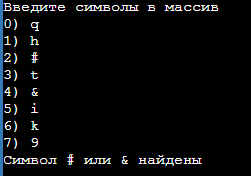 Введите символы в массив
0) q
1) h
2) #
3) t
4) &
5) i
6) k
7) 9
Символ # или & найдены